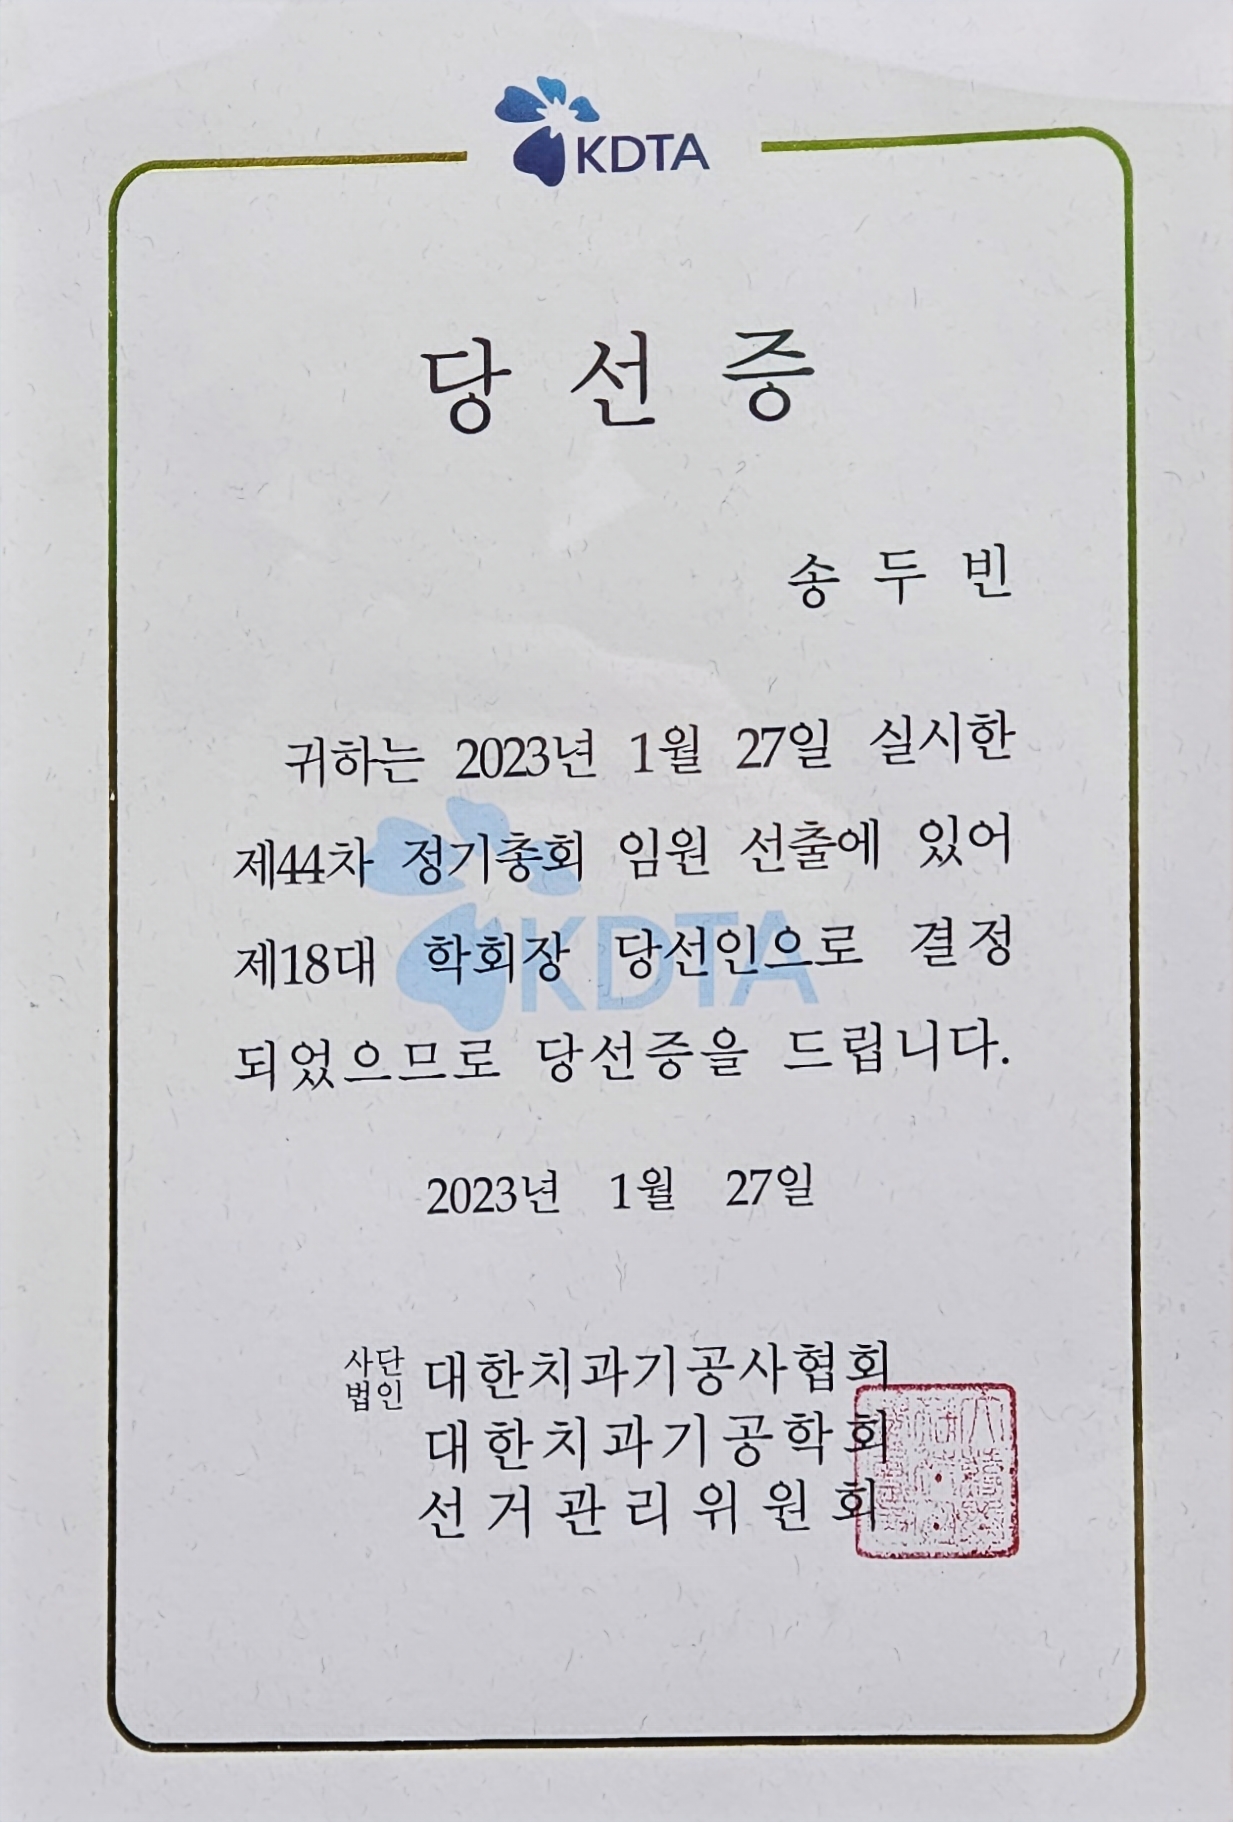 KDTA
당 선 증
송 두 빈
귀하는 2023년 1월 27일 실시한
제44차 정기총회 임원 선출에 있어
제18대 학회장 당선인으로 결정
되었으므로 당선증을 드립니다.
KDTA
2023년 1월 27일
사단법인 대한치과기공사협회
대한치과기공학회
선거관리위원회